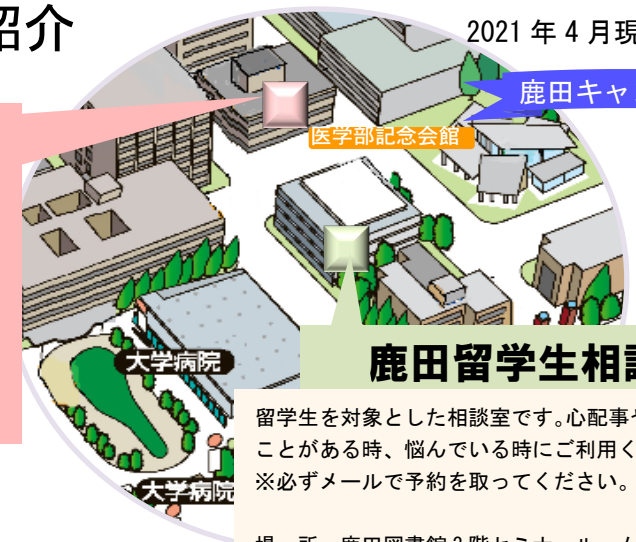 紹介
2021 年 4 月現
鹿田キャ
医学部記念会館
大学病院
大学病院
鹿田留学生相
留学生を対象とした相談室です。心配事や
ことがある時、悩んでいる時にご利用く
※必ずメールで予約を取ってください。